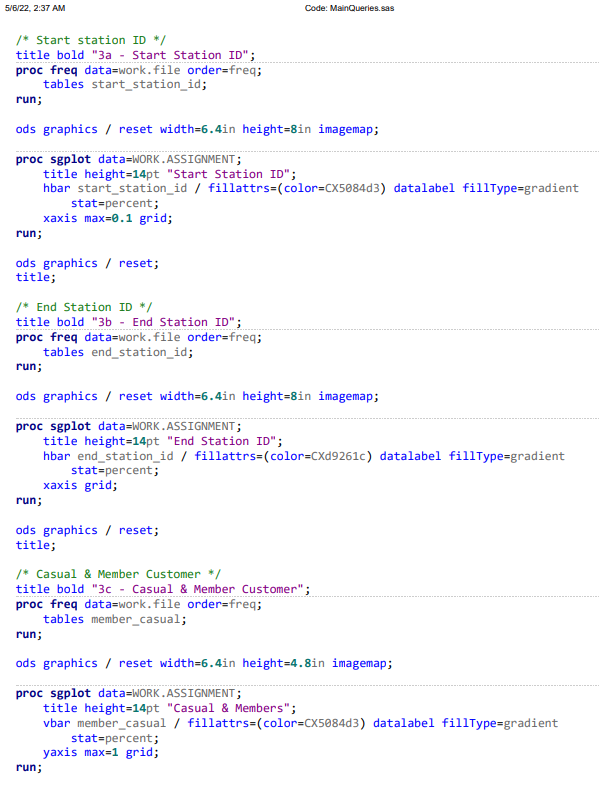 5/6/22, 2:37 AM Code: MainQueries.sas
/* Start station ID */
title bold "3a - Start Station ID";
proc freq data=work.file order=freq;
    tables start_station_id;
run;
ods graphics / reset width=6.4in height=8in imagemap;
proc sgplot data=WORK.ASSIGNMENT;
    title height=14pt "Start Station ID";
    hbar start_station_id / fillattrs=(color=CX5084d3) datalabel fillType=gradient
        stat=percent;
    xaxis max=0.1 grid;
run;
ods graphics / reset;
title;
/* End Station ID */
title bold "3b - End Station ID";
proc freq data=work.file order=freq;
    tables end_station_id;
run;
ods graphics / reset width=6.4in height=8in imagemap;
proc sgplot data=WORK.ASSIGNMENT;
    title height=14pt "End Station ID";
    hbar end_station_id / fillattrs=(color=CXd9261c) datalabel fillType=gradient
        stat=percent;
    xaxis grid;
run;
ods graphics / reset;
title;
/* Casual & Member Customer */
title bold "3c - Casual & Member Customer";
proc freq data=work.file order=freq;
    tables member_casual;
run;
ods graphics / reset width=6.4in height=4.8in imagemap;
proc sgplot data=WORK.ASSIGNMENT;
    title height=14pt "Casual & Members";
    vbar member_casual / fillattrs=(color=CX5084d3) datalabel fillType=gradient
        stat=percent;
    yaxis max=1 grid;
run;